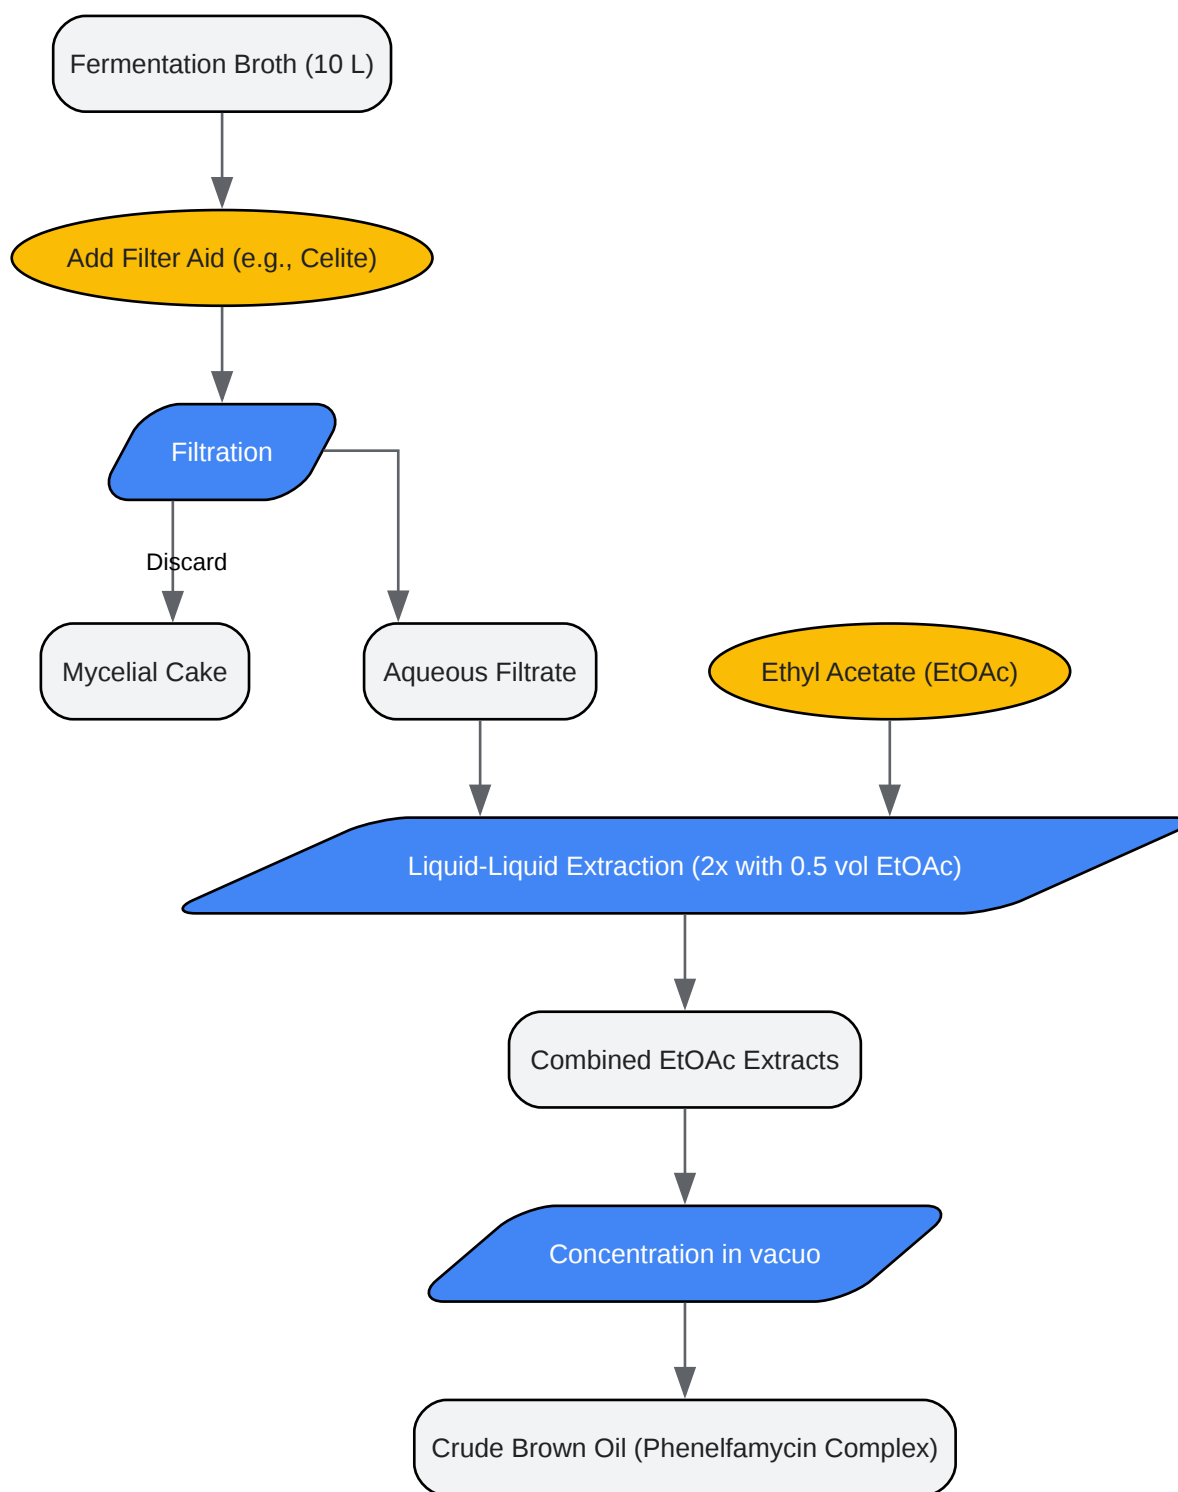 Fermentation Broth (10 L)
Add Filter Aid (e.g., Celite)
Filtration
Discard
Mycelial Cake
Aqueous Filtrate
Ethyl Acetate (EtOAc)
Liquid-Liquid Extraction (2x with 0.5 vol EtOAc)
Combined EtOAc Extracts
Concentration in vacuo
Crude Brown Oil (Phenelfamycin Complex)